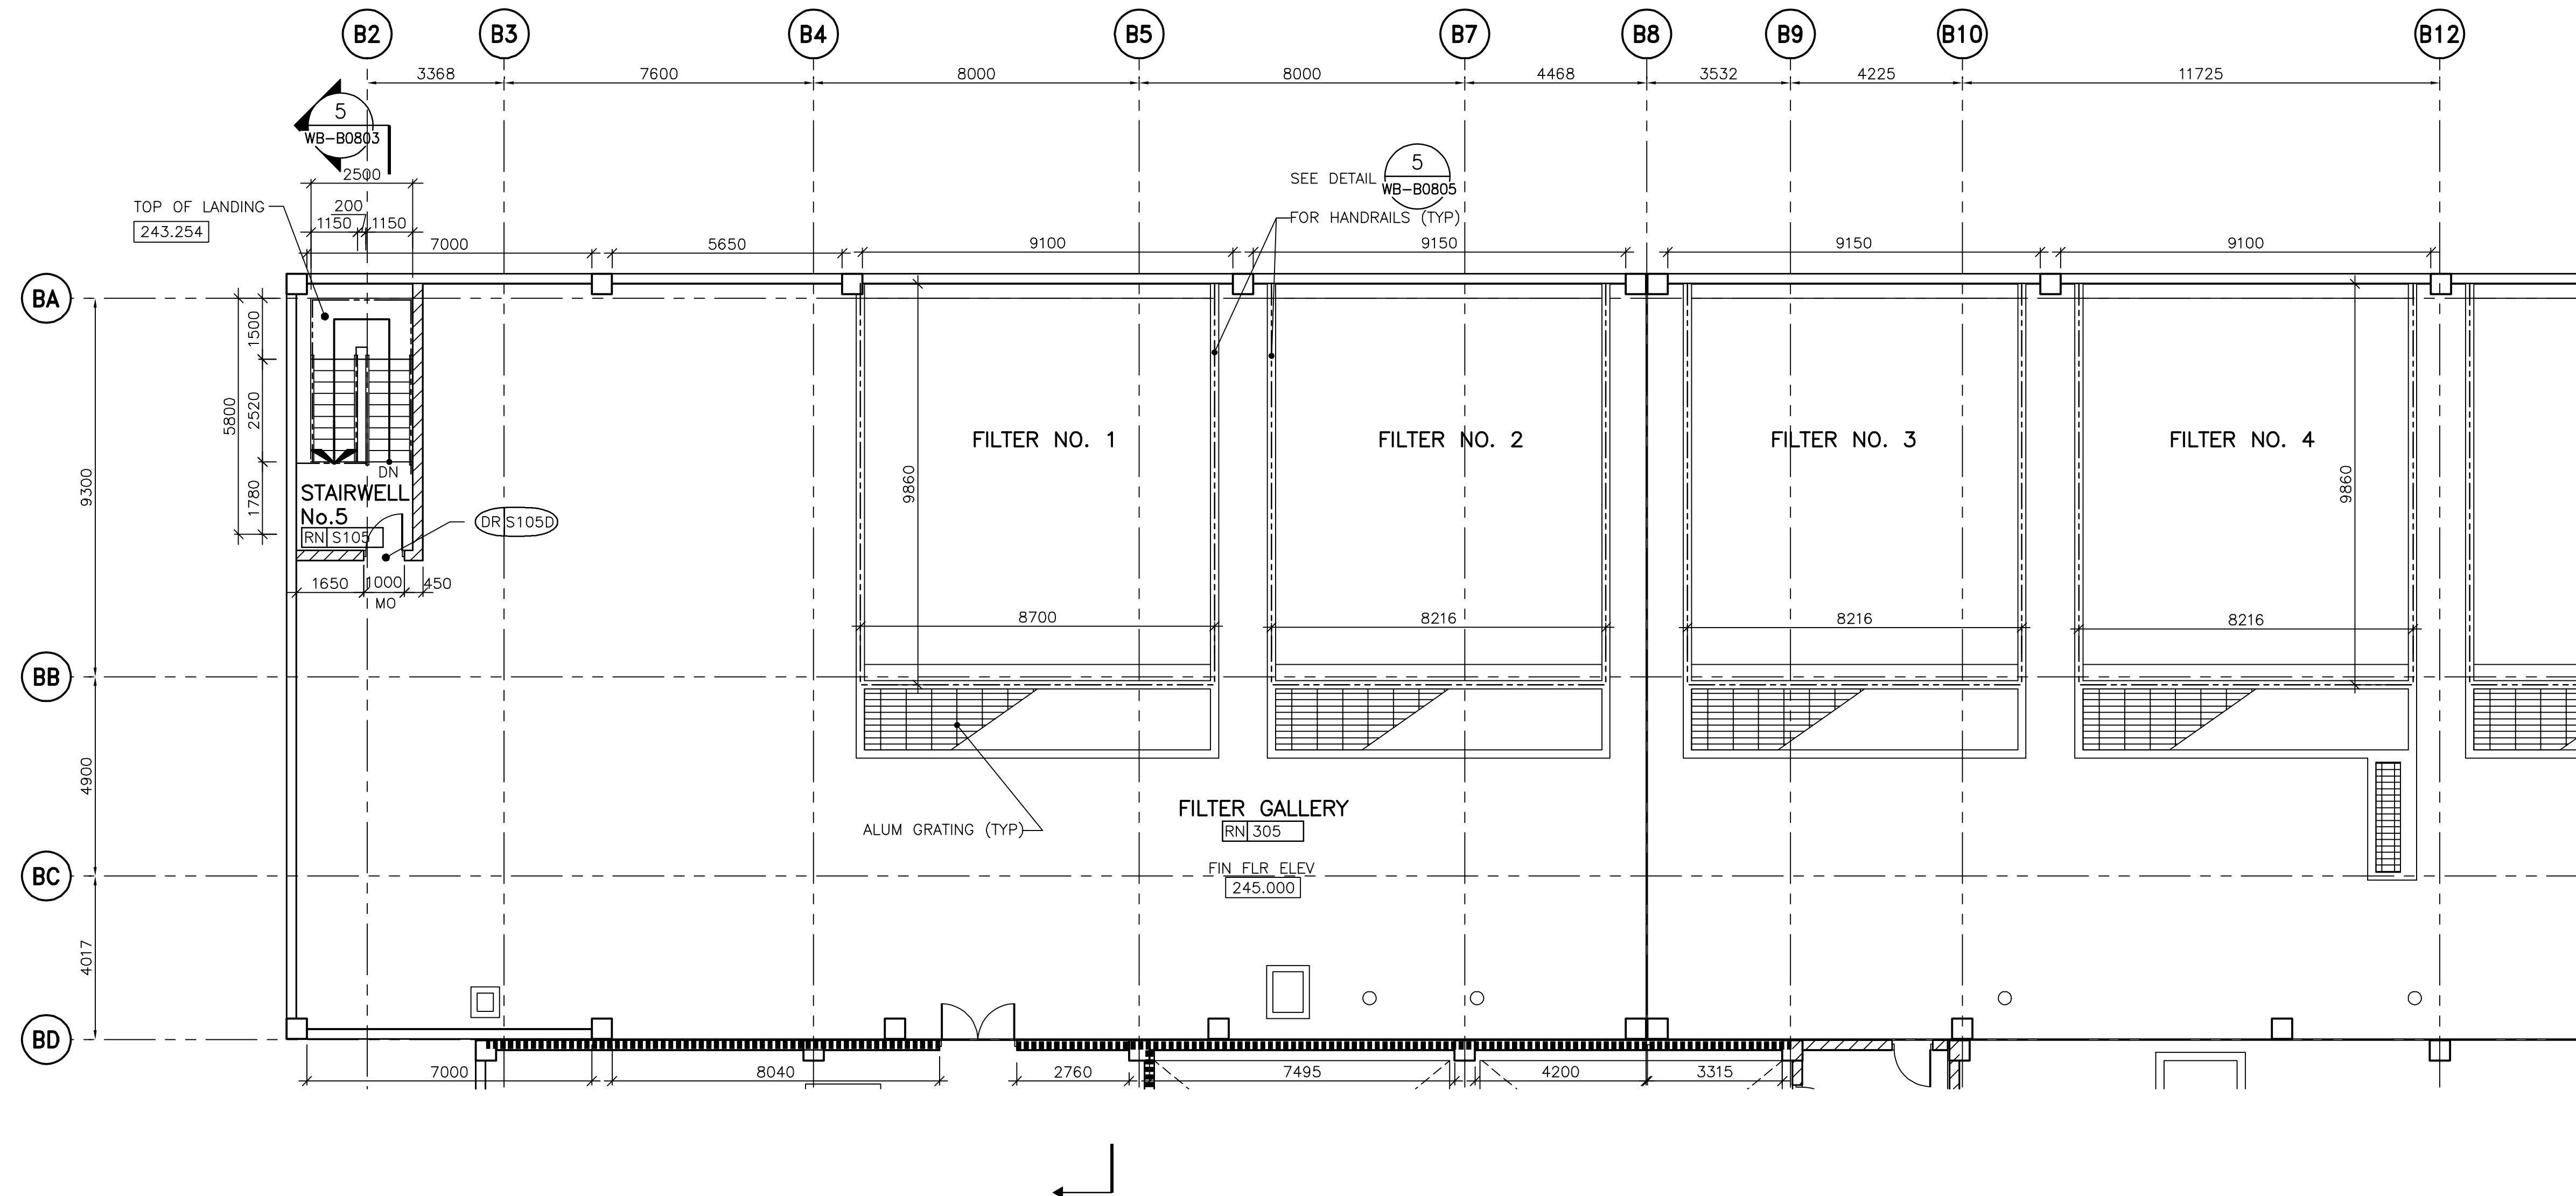 B2 B3 B4 B5 B7 B8 B9 B10 B12
3368 7600 8000 8000 4468 3532 4225 11725
5
WB-B0803
5
SEE DETAIL
WB-B0805
FOR HANDRAILS (TYP)
2500
TOP OF LANDING
243.254
200
1150 1150
7000 5650 9100 9150 9150 9100
BA
1500
2520
5800
1780
9300
FILTER NO. 1 FILTER NO. 2 FILTER NO. 3 FILTER NO. 4
9860 9860
DN
STAIRWELL
No.5
RN S105
DR S105D
1650 1000 450
MO
8700 8216 8216 8216
BB
4900
FILTER GALLERY
RN 305
ALUM GRATING (TYP)
FIN FLR ELEV
245.000
BC
4017
BD
7000 8040 2760 7495 4200 3315